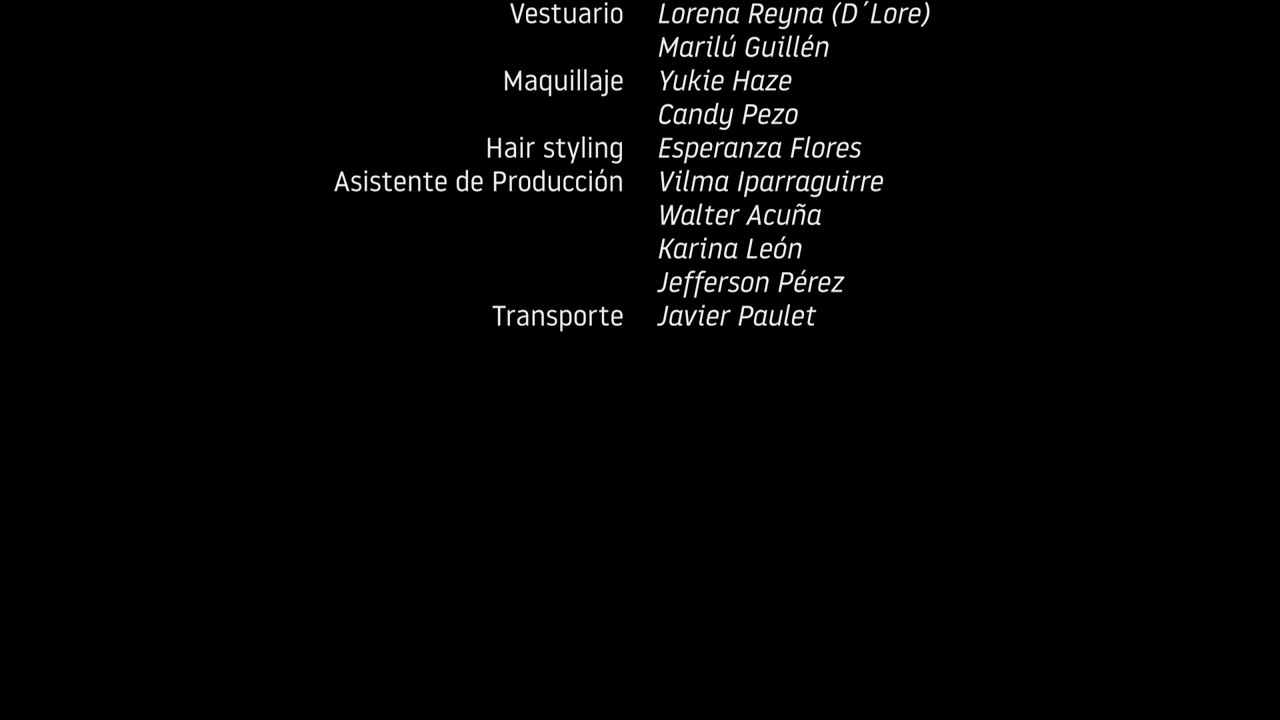 Vestuario Lorena Reyna (D´Lore)
Marilú Guillén
Maquillaje Yukie Haze
Candy Pezo
Hair styling Esperanza Flores
Asistente de Producción Vilma Iparraguirre
Walter Acuña
Karina León
Jefferson Pérez
Transporte Javier Paulet